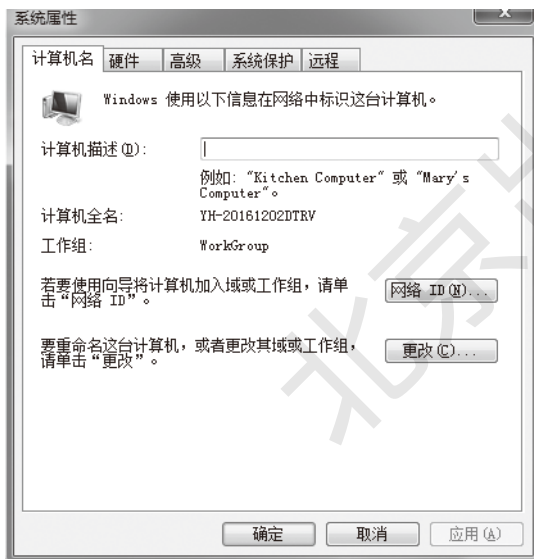 系统属性
计算机名 硬件 高级 系统保护 远程
Windows 使用以下信息在网络中标识这台计算机。
计算机描述(D):
例如: "Kitchen Computer" 或 "Mary's
Computer"。
计算机全名: YH-20161202DTRV
工作组: WorkGroup
若要使用向导将计算机加入域或工作组，请单
击"网络 ID"。
网络 ID(N)...
要重命名这台计算机，或者更改其域或工作组，
请单击"更改"。
更改(C)...
确定 取消 应用(A)
北京出